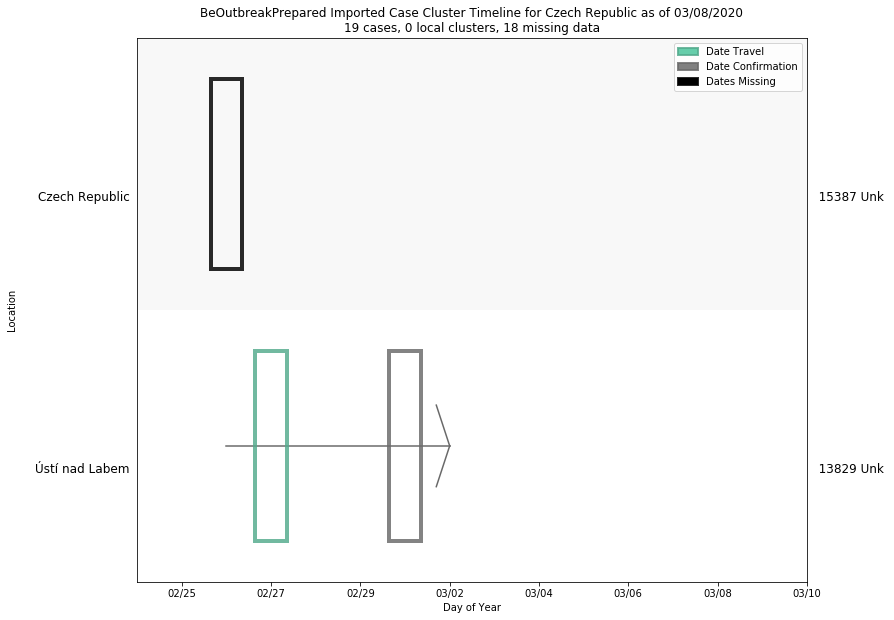 BeOutbreakPrepared Imported Case Cluster Timeline for Czech Republic as of 03/08/2020
19 cases, 0 local clusters, 18 missing data
Date Travel
Date Confirmation
Dates Missing
Czech Republic
15387 Unk
Location
Ústí nad Labem
13829 Unk
02/25
02/27
02/29
03/02
03/04
03/06
03/08
03/10
Day of Year